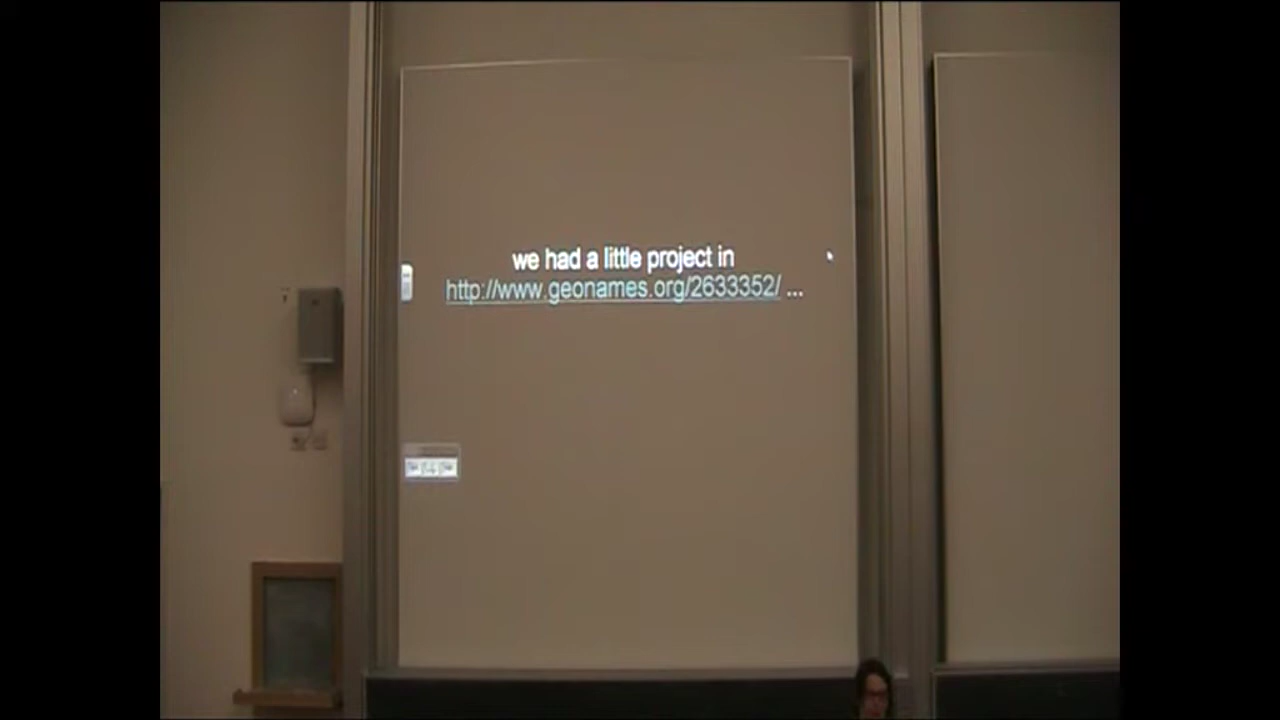 we had a little project in
http://www.geonames.org/2633352/ ...